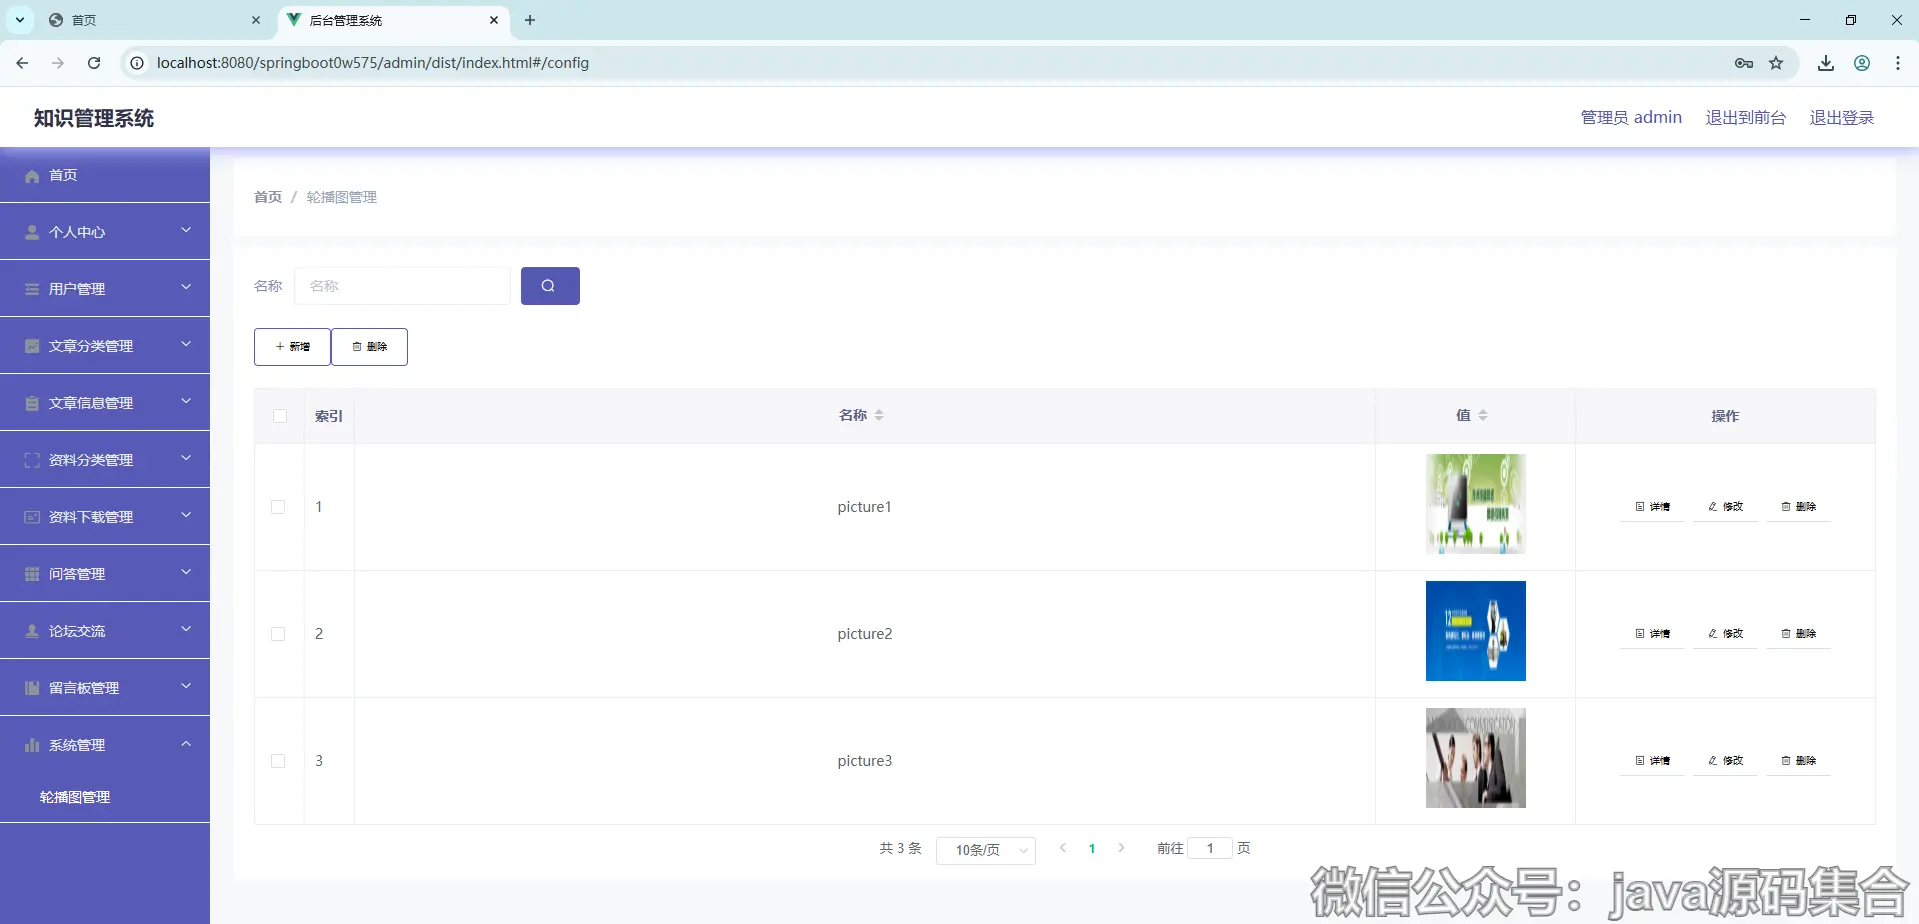 首页
后台管理系统
localhost:8080/springboot0w575/admin/dist/index.html#/config
知识管理系统
管理员 admin
退出到前台
退出登录
首页
个人中心
用户管理
文章分类管理
文章信息管理
资料分类管理
资料下载管理
问答管理
论坛交流
留言板管理
系统管理
轮播图管理
首页 / 轮播图管理
名称
名称
新增
删除
索引 名称 值 操作
1 picture1 详情 修改 删除
2 picture2 详情 修改 删除
12
3 picture3 详情 修改 删除
共 3 条 10条/页 1 前往 1 页
微信公众号：java源码集合